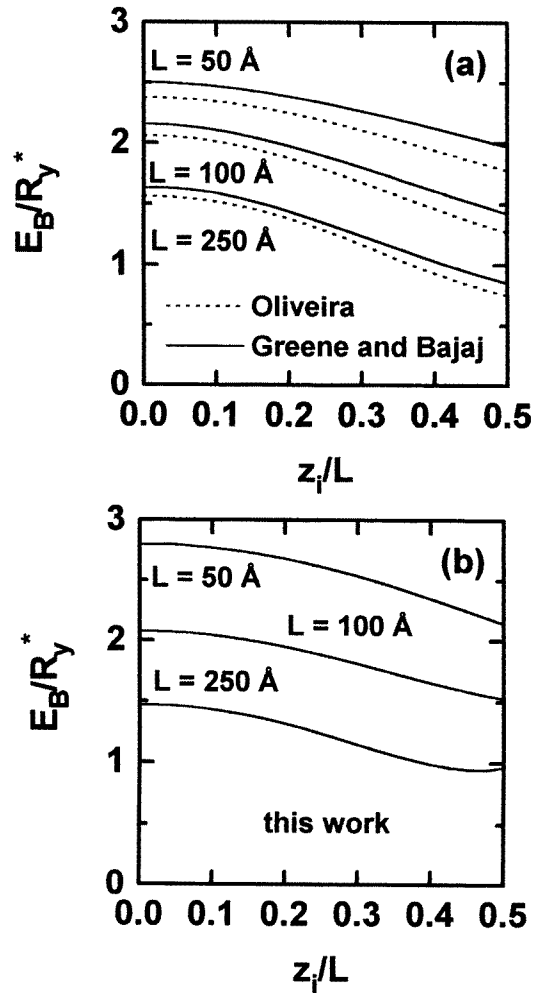 3
L = 50 Å
(a)
2
E_B/R_y^*
L = 100 Å
1
L = 250 Å
Oliveira
Greene and Bajaj
0
0.0 0.1 0.2 0.3 0.4 0.5
z_i/L
3
(b)
L = 50 Å
L = 100 Å
2
E_B/R_y^*
L = 250 Å
1
this work
0
0.0 0.1 0.2 0.3 0.4 0.5
z_i/L